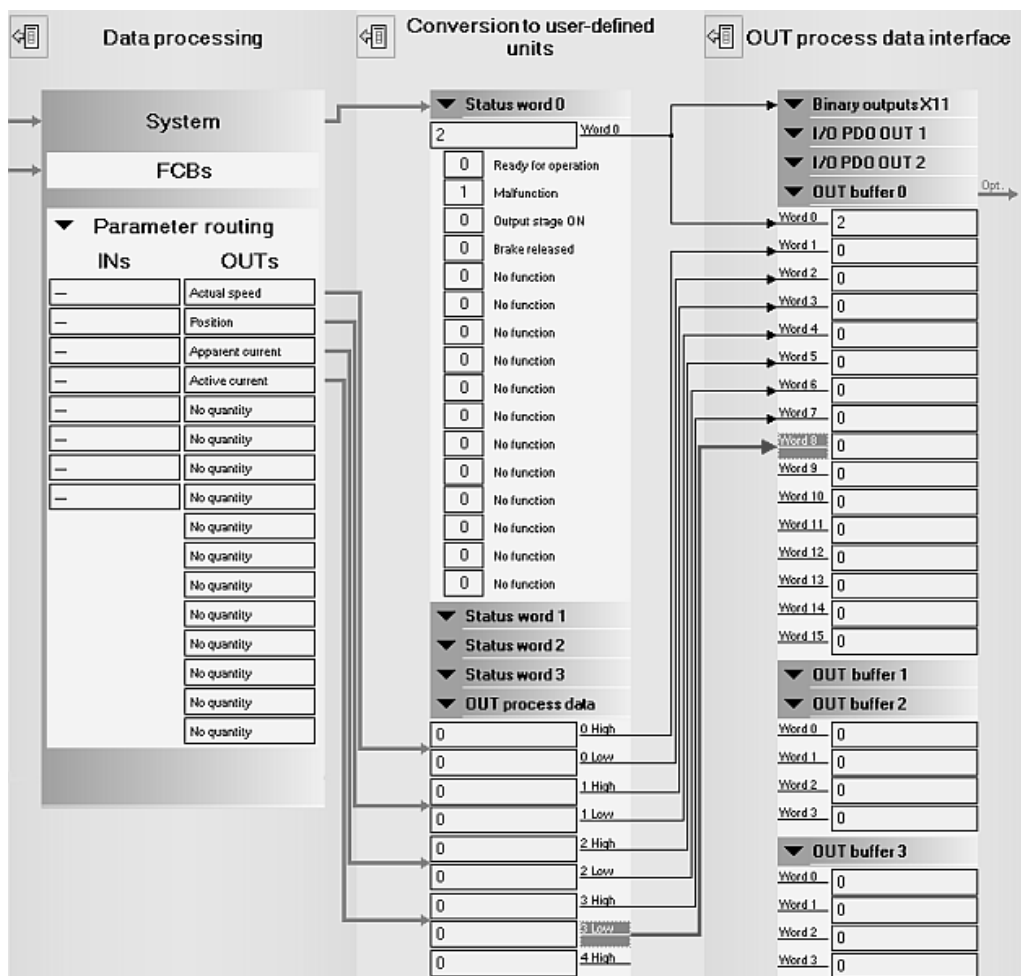 Data processing
Conversion to user-defined
units
OUT process data interface
System
FCBs
Parameter routing
INs
OUTs
—
Actual speed
—
Position
—
Apparent current
—
Active current
—
No quantity
—
No quantity
—
No quantity
—
No quantity
No quantity
No quantity
No quantity
No quantity
No quantity
No quantity
No quantity
No quantity
Status word 0
2
Word 0
0 Ready for operation
1 Malfunction
0 Output stage ON
0 Brake released
0 No function
0 No function
0 No function
0 No function
0 No function
0 No function
0 No function
0 No function
0 No function
0 No function
0 No function
0 No function
Status word 1
Status word 2
Status word 3
OUT process data
0 0 High
0 0 Low
0 1 High
0 1 Low
0 2 High
0 2 Low
0 3 High
0 3 Low
0 4 High
Binary outputs X11
I/O PDO OUT 1
I/O PDO OUT 2
OUT buffer 0
Opt.
Word 0 2
Word 1 0
Word 2 0
Word 3 0
Word 4 0
Word 5 0
Word 6 0
Word 7 0
Word 8 0
Word 9 0
Word 10 0
Word 11 0
Word 12 0
Word 13 0
Word 14 0
Word 15 0
OUT buffer 1
OUT buffer 2
Word 0 0
Word 1 0
Word 2 0
Word 3 0
OUT buffer 3
Word 0 0
Word 1 0
Word 2 0
Word 3 0